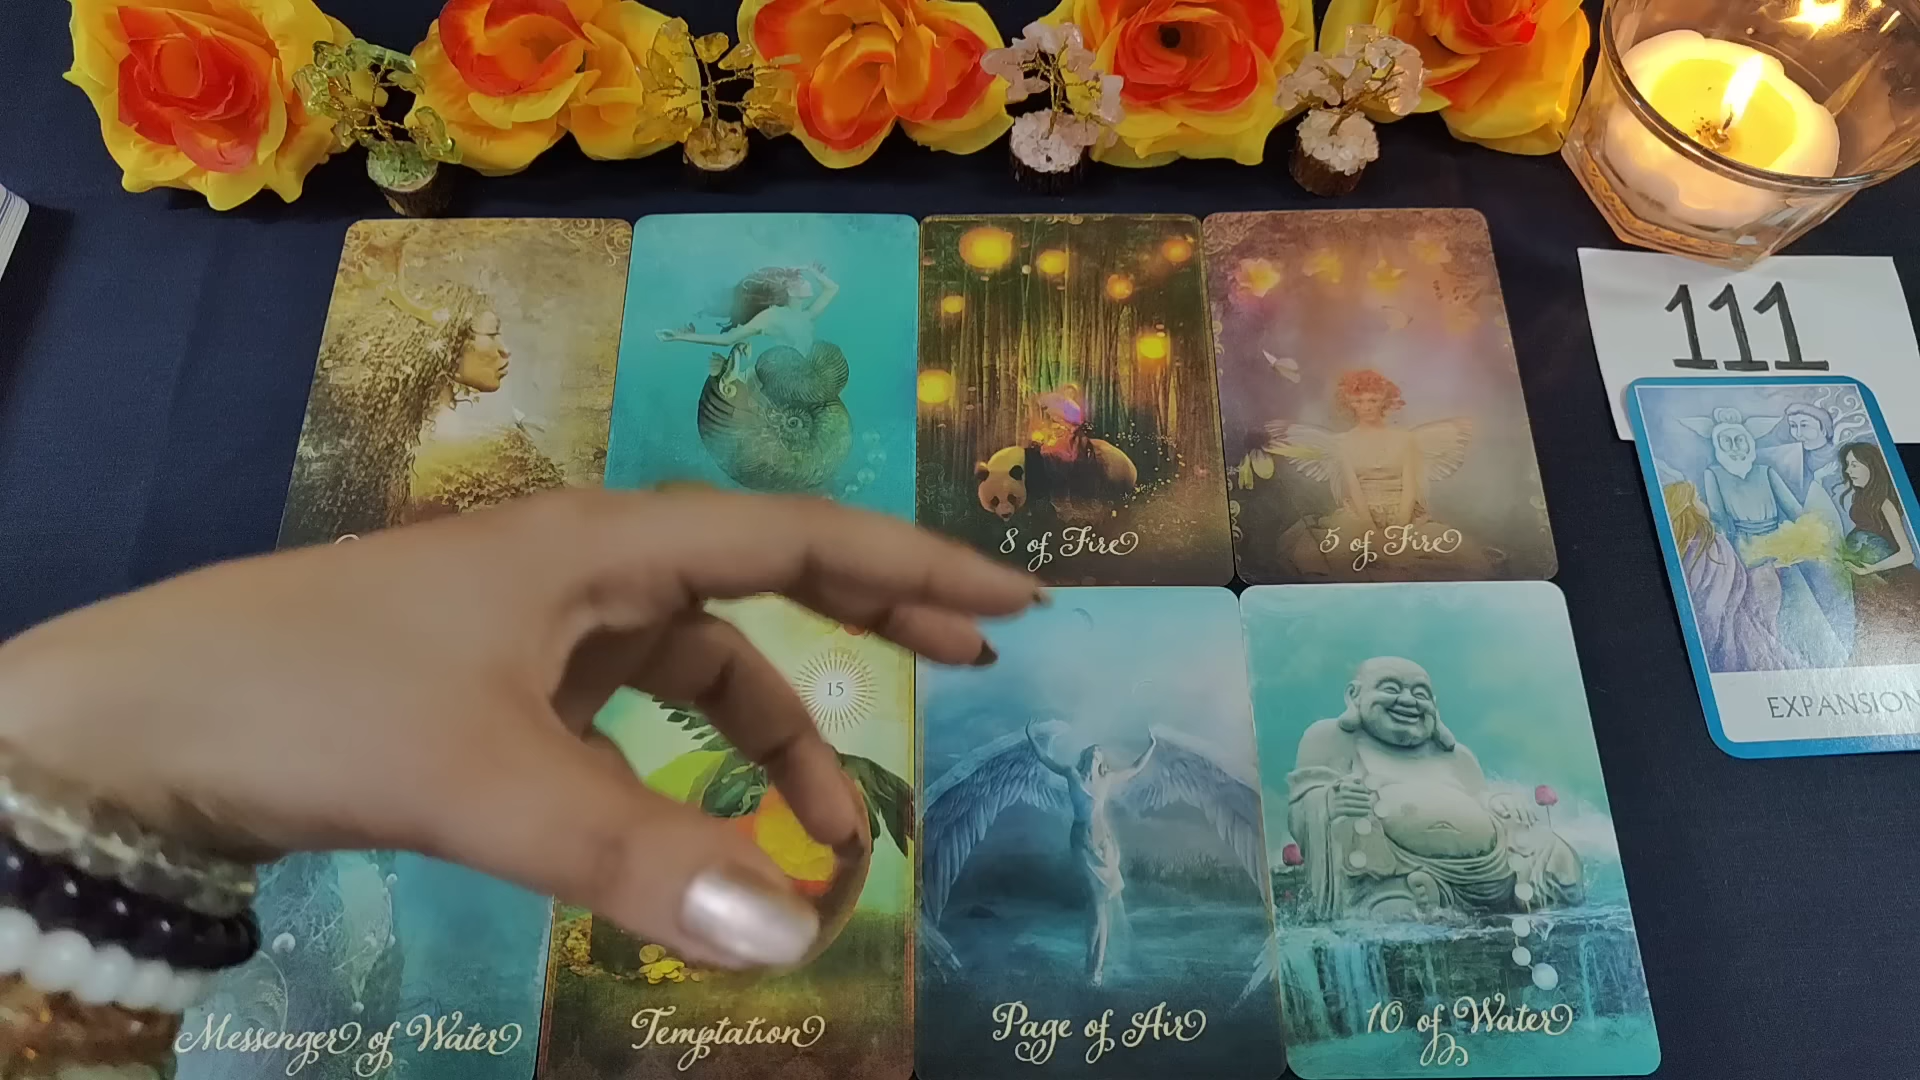 111
8 of Fire
5 of Fire
EXPANSION
15
Messenger of Water
Temptation
Page of Air
10 of Water